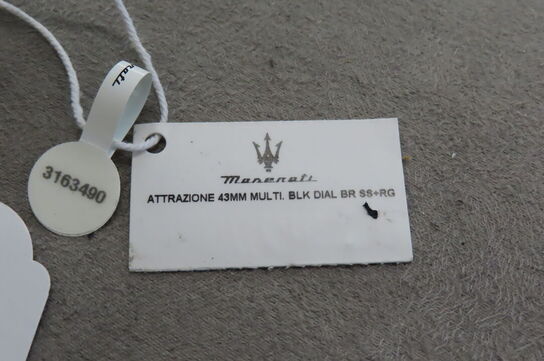 Maserati
ATTRAZIONE 43MM MULTI. BLK DIAL BR SS+RG
3163490